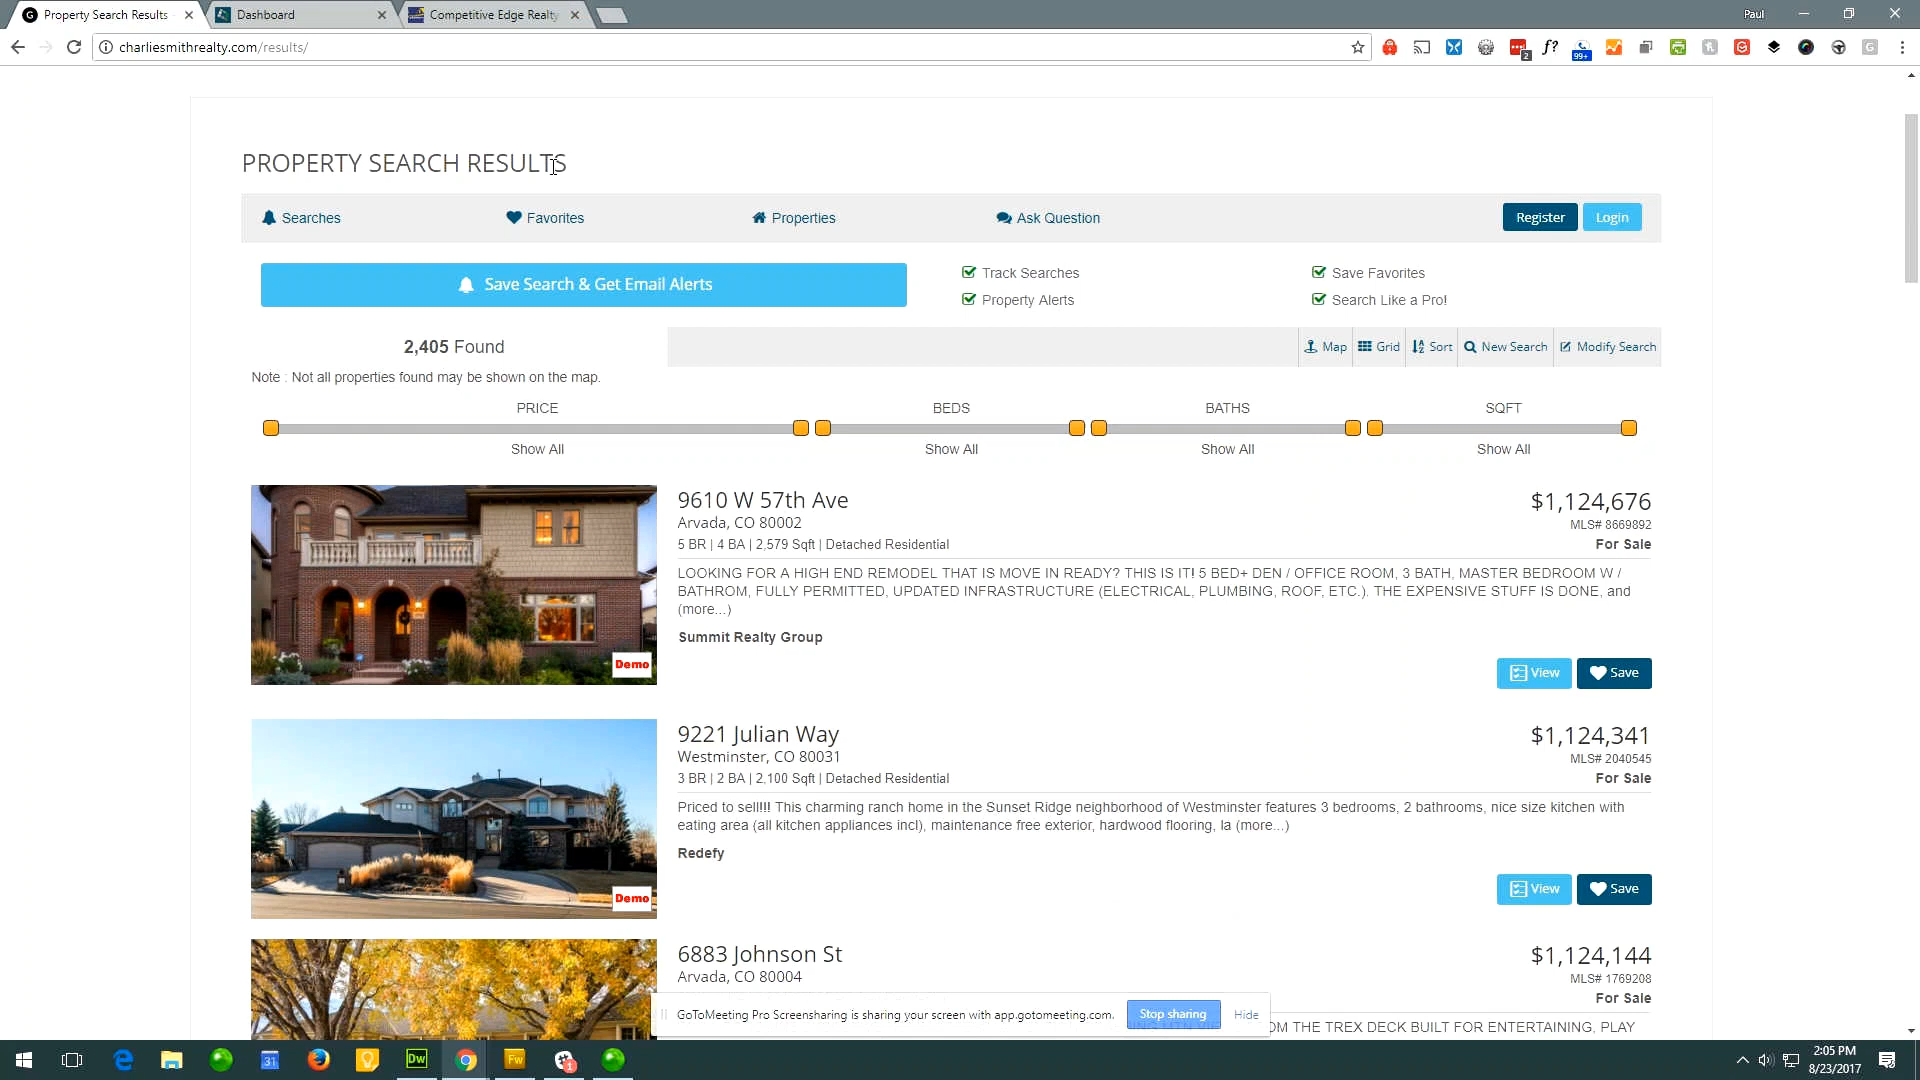 Property Search Results
Dashboard
Competitive Edge Realty
Paul
charliesmithrealty.com/results/
2
f?
99+
G
PROPERTY SEARCH RESULTS
Searches
Favorites
Properties
Ask Question
Register
Login
Save Search & Get Email Alerts
Track Searches
Save Favorites
Property Alerts
Search Like a Pro!
2,405 Found
Map
Grid
Sort
New Search
Modify Search
Note : Not all properties found may be shown on the map.
PRICE
BEDS
BATHS
SQFT
Show All
Show All
Show All
Show All
9610 W 57th Ave
$1,124,676
Arvada, CO 80002
MLS# 8669892
5 BR | 4 BA | 2,579 Sqft | Detached Residential
For Sale
LOOKING FOR A HIGH END REMODEL THAT IS MOVE IN READY? THIS IS IT! 5 BED+ DEN / OFFICE ROOM, 3 BATH, MASTER BEDROOM W /
BATHROM, FULLY PERMITTED, UPDATED INFRASTRUCTURE (ELECTRICAL, PLUMBING, ROOF, ETC.). THE EXPENSIVE STUFF IS DONE, and
(more...)
Summit Realty Group
Demo
View
Save
9221 Julian Way
$1,124,341
Westminster, CO 80031
MLS# 2040545
3 BR | 2 BA | 2,100 Sqft | Detached Residential
For Sale
Priced to sell!!! This charming ranch home in the Sunset Ridge neighborhood of Westminster features 3 bedrooms, 2 bathrooms, nice size kitchen with
eating area (all kitchen appliances incl), maintenance free exterior, hardwood flooring, la (more...)
Redefy
Demo
View
Save
6883 Johnson St
$1,124,144
Arvada, CO 80004
MLS# 1769208
For Sale
GoToMeeting Pro Screensharing is sharing your screen with app.gotomeeting.com.
Stop sharing
Hide
OM THE TREX DECK BUILT FOR ENTERTAINING, PLAY
31
Dw
Fw
1
2:05 PM
8/23/2017